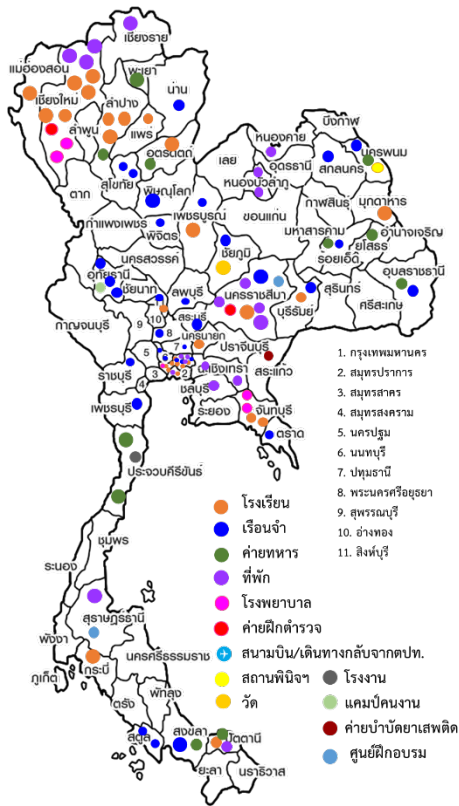 เชียงราย
แม่ฮ่องสอน
พะเยา
น่าน
เชียงใหม่
ลำปาง
ลำพูน
แพร่
อุตรดิตถ์
หนองคาย
บึงกาฬ
เลย
อุดรธานี
นครพนม
สกลนคร
หนองบัวลำภู
ตาก
สุโขทัย
พิษณุโลก
กาฬสินธุ์
มุกดาหาร
กำแพงเพชร
เพชรบูรณ์
ขอนแก่น
พิจิตร
มหาสารคาม
อำนาจเจริญ
ยโสธร
ร้อยเอ็ด
นครสวรรค์
ชัยภูมิ
อุทัยธานี
ชัยนาท
อุบลราชธานี
ลพบุรี
นครราชสีมา
สุรินทร์
บุรีรัมย์
ศรีสะเกษ
กาญจนบุรี
สระบุรี
9
10
8
นครนายก
ปราจีนบุรี
7
5
ฉะเชิงเทรา
สระแก้ว
ราชบุรี
3
2
4
ชลบุรี
เพชรบุรี
ระยอง
จันทบุรี
ตราด
ประจวบคีรีขันธ์
ชุมพร
ระนอง
สุราษฎร์ธานี
พังงา
นครศรีธรรมราช
กระบี่
ภูเก็ต
พัทลุง
ตรัง
สตูล
สงขลา
ปัตตานี
ยะลา
นราธิวาส
1. กรุงเทพมหานคร
2. สมุทรปราการ
3. สมุทรสาคร
4. สมุทรสงคราม
5. นครปฐม
6. นนทบุรี
7. ปทุมธานี
8. พระนครศรีอยุธยา
9. สุพรรณบุรี
10. อ่างทอง
11. สิงห์บุรี
โรงเรียน
เรือนจำ
ค่ายทหาร
ที่พัก
โรงพยาบาล
ค่ายฝึกตำรวจ
สนามบิน/เดินทางกลับจากตปท.
สถานพินิจฯ
วัด
โรงงาน
แคมป์คนงาน
ค่ายบำบัดยาเสพติด
ศูนย์ฝึกอบรม